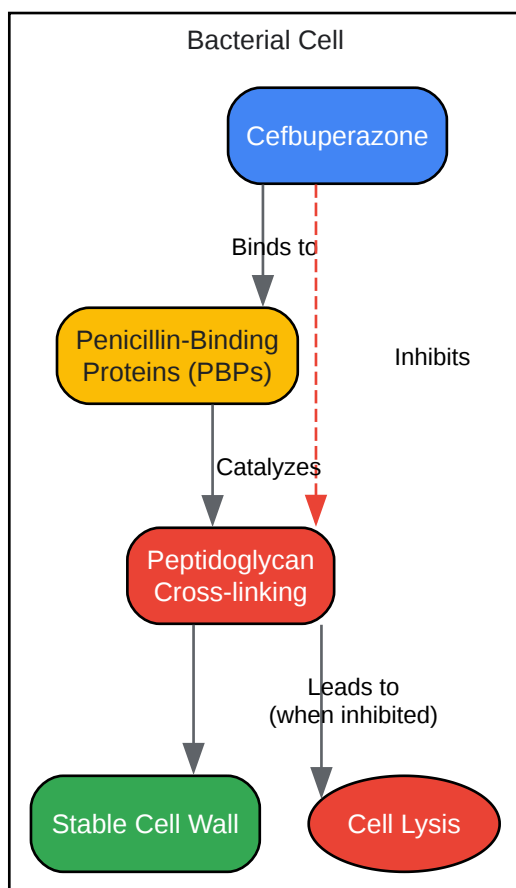 Bacterial Cell
Cefbuperazone
Binds to
Penicillin-Binding
Proteins (PBPs)
Inhibits
Catalyzes
Peptidoglycan
Cross-linking
Leads to
(when inhibited)
Stable Cell Wall
Cell Lysis